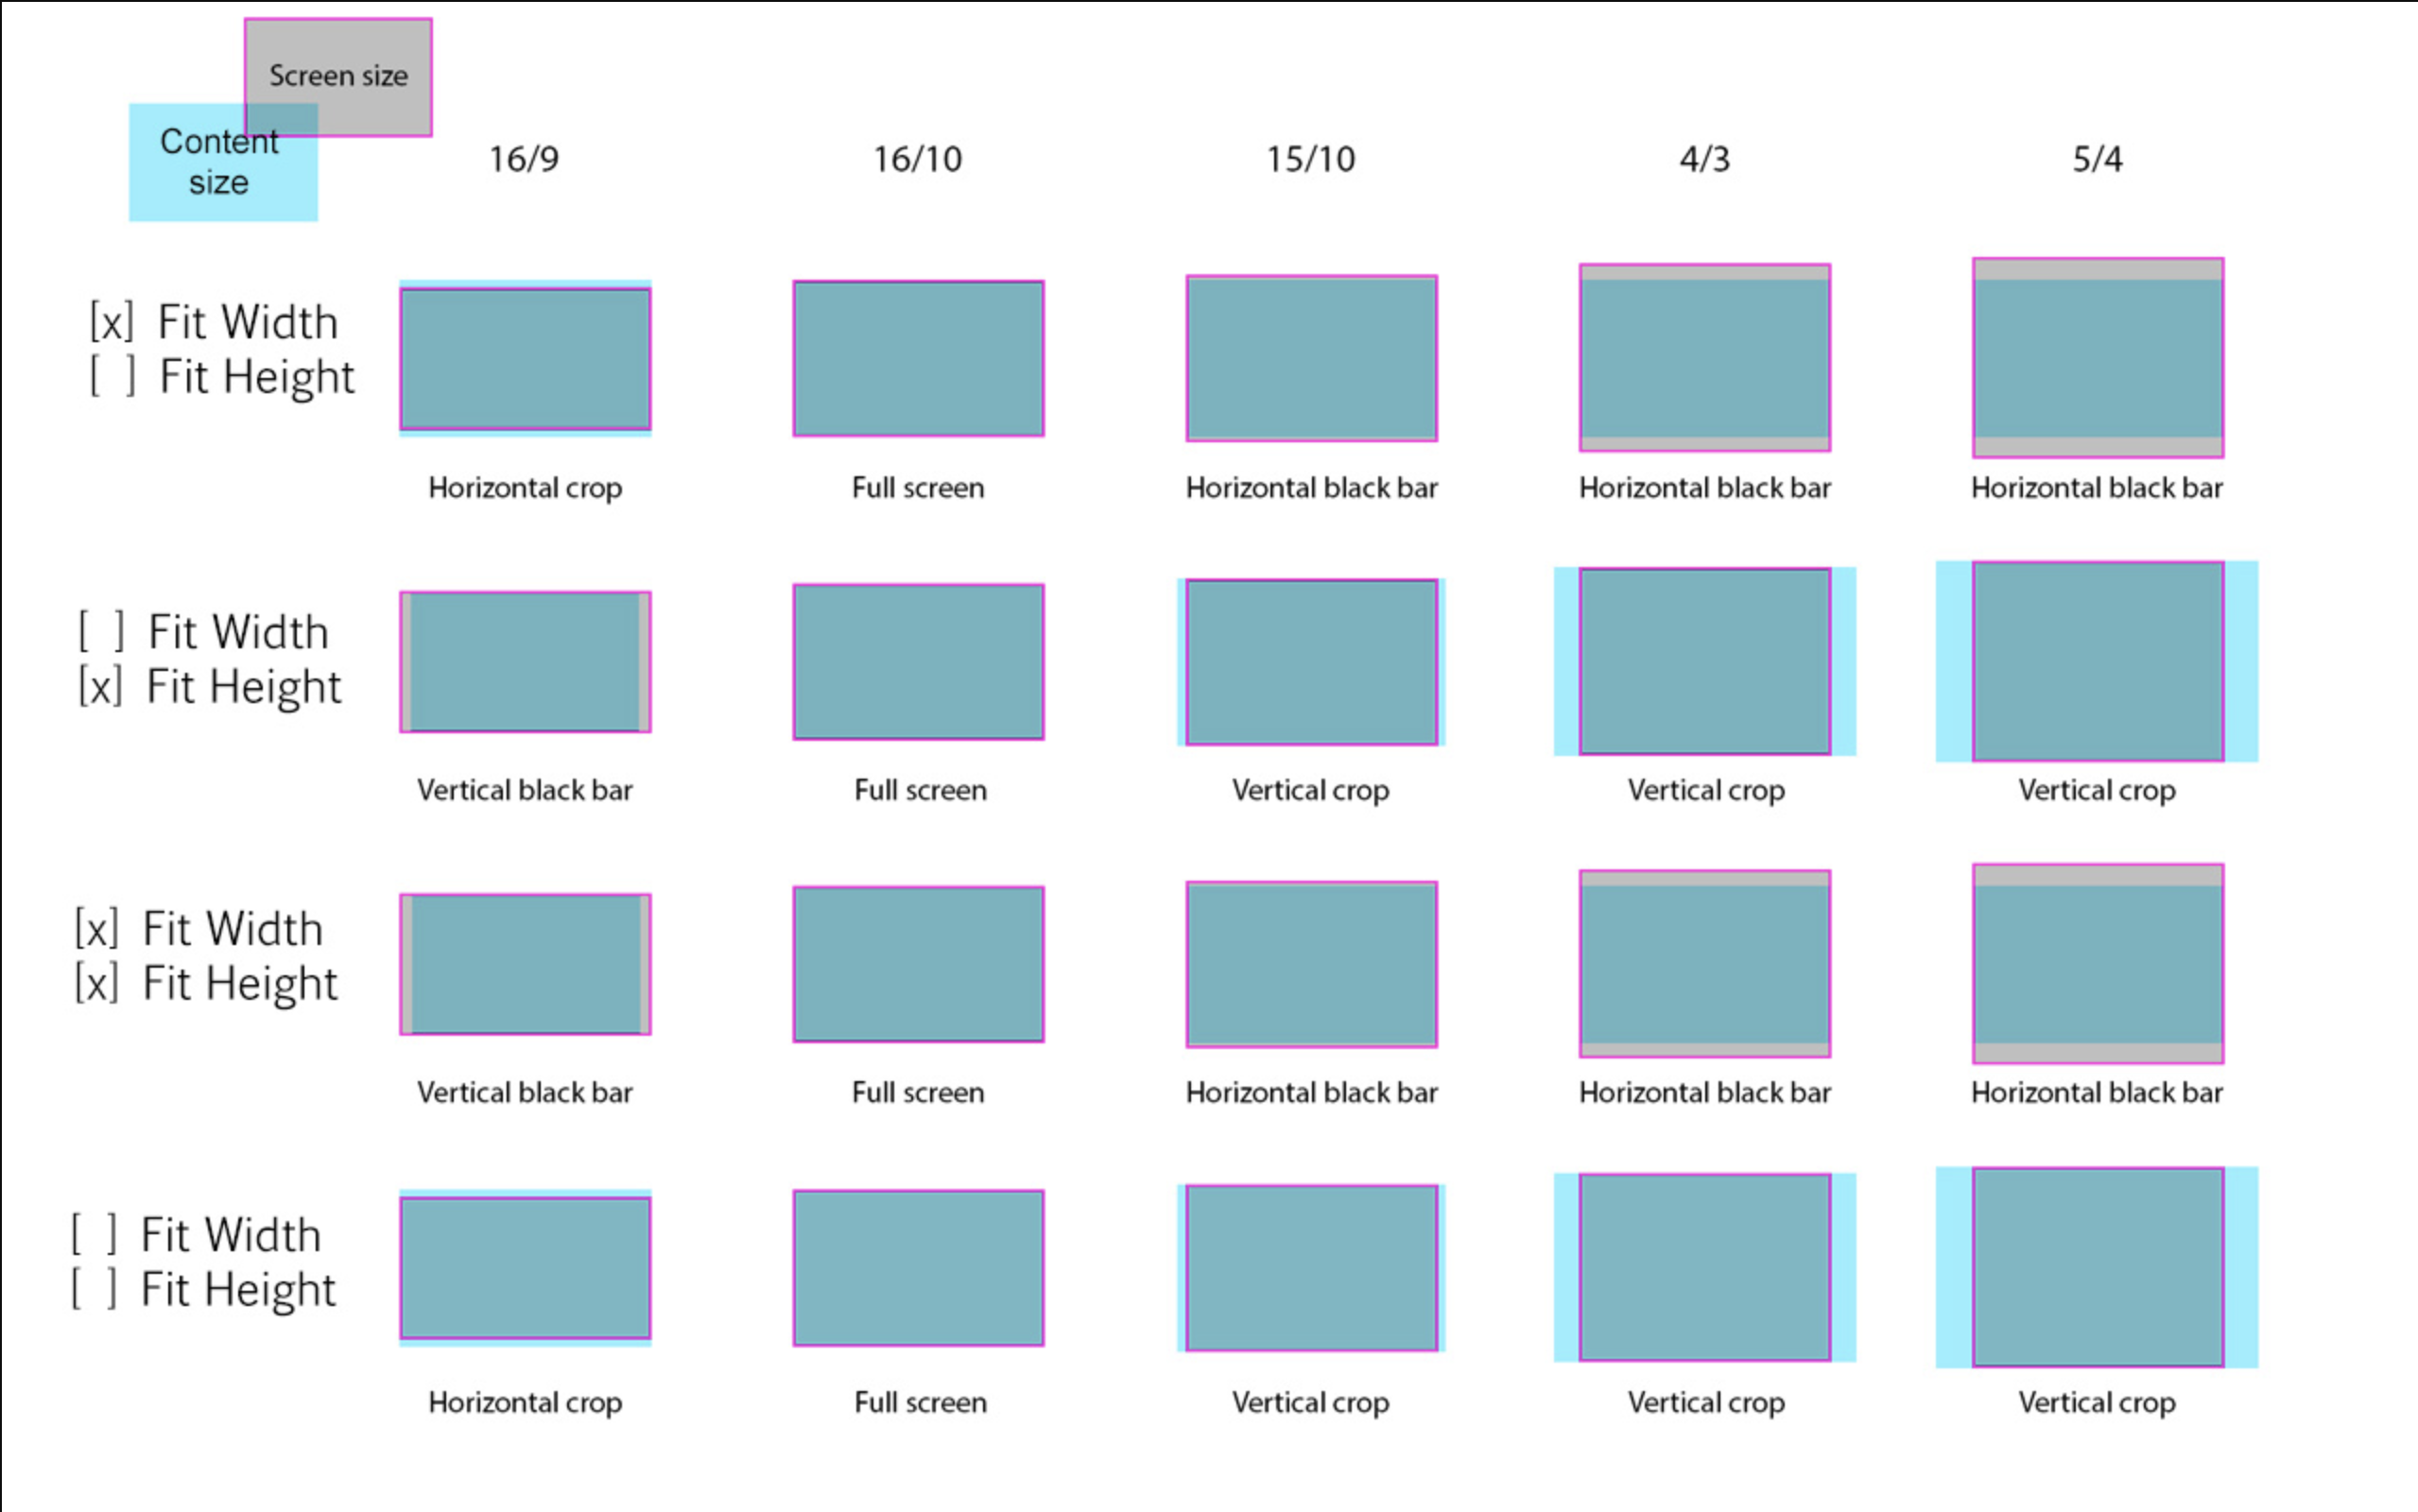 Screen size
Content
size
16/9
16/10
15/10
4/3
5/4
[x] Fit Width
[ ] Fit Height
Horizontal crop
Full screen
Horizontal black bar
Horizontal black bar
Horizontal black bar
[ ] Fit Width
[x] Fit Height
Vertical black bar
Full screen
Vertical crop
Vertical crop
Vertical crop
[x] Fit Width
[x] Fit Height
Vertical black bar
Full screen
Horizontal black bar
Horizontal black bar
Horizontal black bar
[ ] Fit Width
[ ] Fit Height
Horizontal crop
Full screen
Vertical crop
Vertical crop
Vertical crop